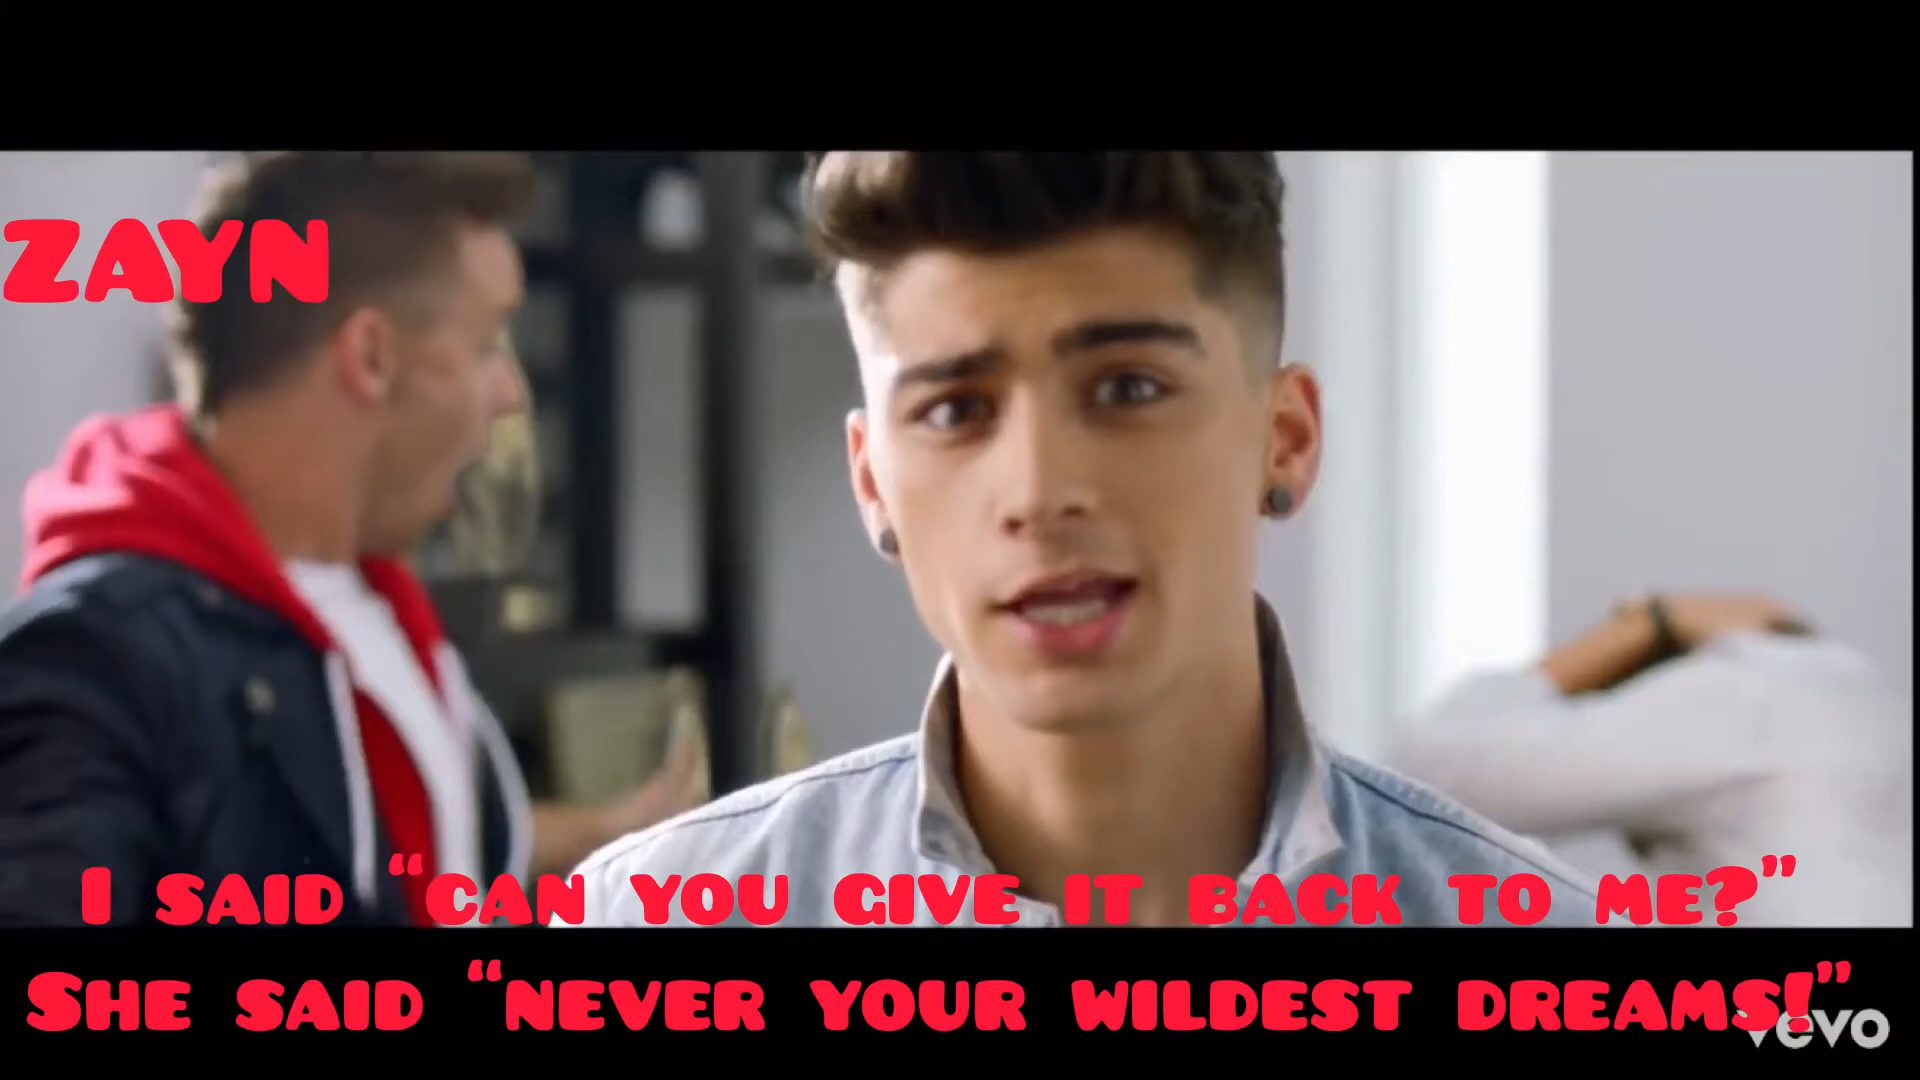 ZAYN
I SAID “CAN YOU GIVE IT BACK TO ME?”
SHE SAID “NEVER YOUR WILDEST DREAMS!”
vevo